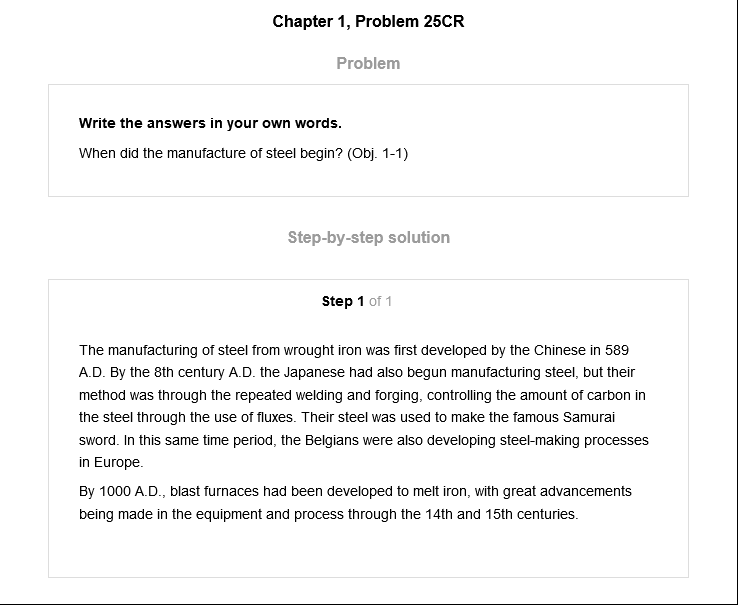 Chapter 1, Problem 25CR
Problem
Write the answers in your own words.
When did the manufacture of steel begin? (Obj. 1-1)
Step-by-step solution
Step 1 of 1
The manufacturing of steel from wrought iron was first developed by the Chinese in 589
A.D. By the 8th century A.D. the Japanese had also begun manufacturing steel, but their
method was through the repeated welding and forging, controlling the amount of carbon in
the steel through the use of fluxes. Their steel was used to make the famous Samurai
sword. In this same time period, the Belgians were also developing steel-making processes
in Europe.
By 1000 A.D., blast furnaces had been developed to melt iron, with great advancements
being made in the equipment and process through the 14th and 15th centuries.